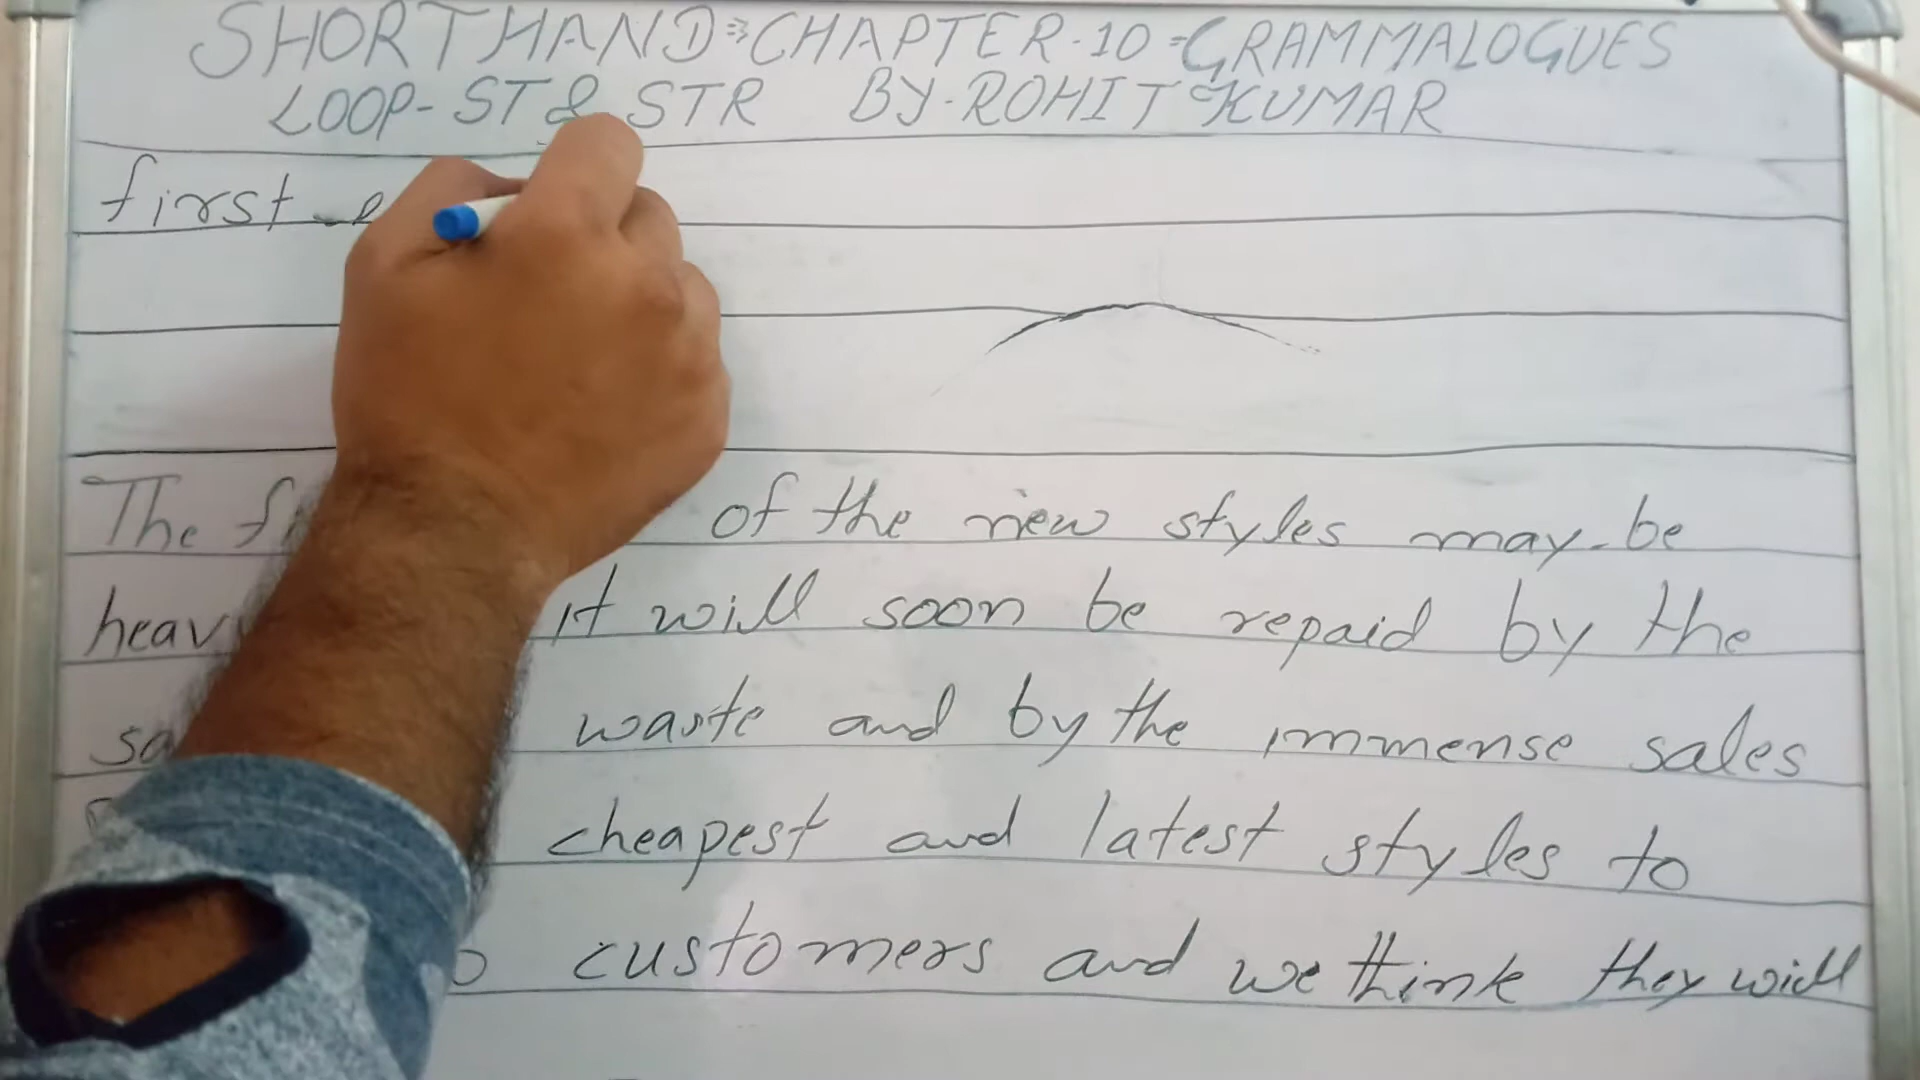 SHORTHAND⇒CHAPTER-10=GRAMMALOGUES
LOOP-ST & STR BY-ROHIT KUMAR
first
The of the new styles may-be
it will soon be repaid by the
waste and by the immense sales
cheapest and latest styles to
customers and we think they will